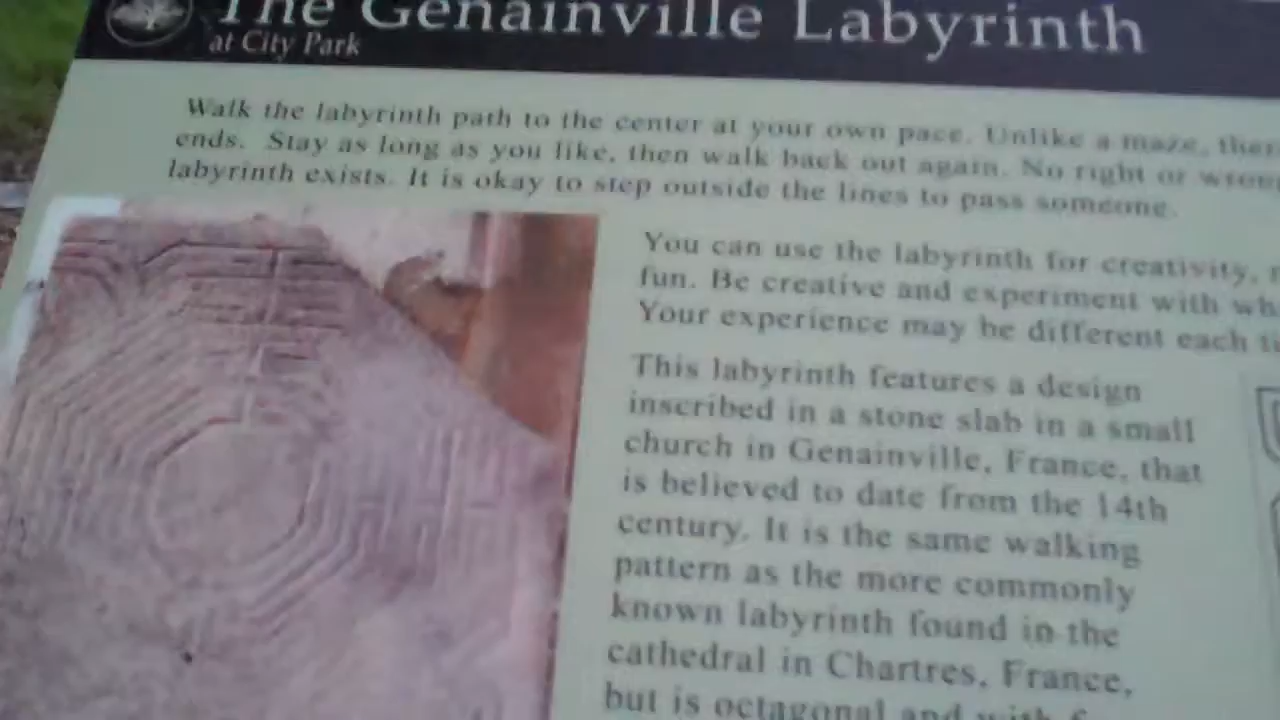 The Genainville Labyrinth
at City Park
Walk the labyrinth path to the center at your own pace. Unlike a maze,
ends. Stay as long as you like, then walk back out again. No right or
labyrinth exists. It is okay to step outside the lines to pass someone.
You can use the labyrinth for creativity,
fun. Be creative and experiment with
Your experience may be different each
This labyrinth features a design
inscribed in a stone slab in a small
church in Genainville, France, that
is believed to date from the 14th
century. It is the same walking
pattern as the more commonly
known labyrinth found in the
cathedral in Chartres, France,
but is octagonal and with